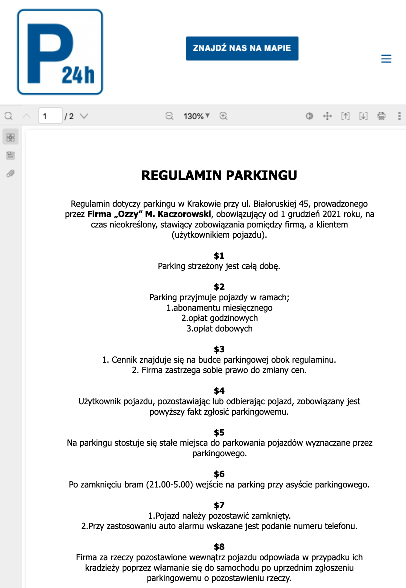 P
24h
ZNAJDŹ NAS NA MAPIE
1 / 2
130%
REGULAMIN PARKINGU
Regulamin dotyczy parkingu w Krakowie przy ul. Białoruskiej 45, prowadzonego
przez Firma „Ozzy” M. Kaczorowski, obowiązujący od 1 grudzień 2021 roku, na
czas nieokreślony, stawiący zobowiązania pomiędzy firmą, a klientem
(użytkownikiem pojazdu).
$1
Parking strzeżony jest całą dobę.
$2
Parking przyjmuje pojazdy w ramach;
1.abonamentu miesięcznego
2.opłat godzinowych
3.opłat dobowych
$3
1. Cennik znajduje się na budce parkingowej obok regulaminu.
2. Firma zastrzega sobie prawo do zmiany cen.
$4
Użytkownik pojazdu, pozostawiając lub odbierając pojazd, zobowiązany jest
powyższy fakt zgłosić parkingowemu.
$5
Na parkingu stostuje się stałe miejsca do parkowania pojazdów wyznaczane przez
parkingowego.
$6
Po zamknięciu bram (21.00-5.00) wejście na parking przy asyście parkingowego.
$7
1.Pojazd należy pozostawić zamknięty.
2.Przy zastosowaniu auto alarmu wskazane jest podanie numeru telefonu.
$8
Firma za rzeczy pozostowione wewnątrz pojazdu odpowiada w przypadku ich
kradzieży poprzez włamanie się do samochodu po uprzednim zgłoszeniu
parkingowemu o pozostawieniu rzeczy.